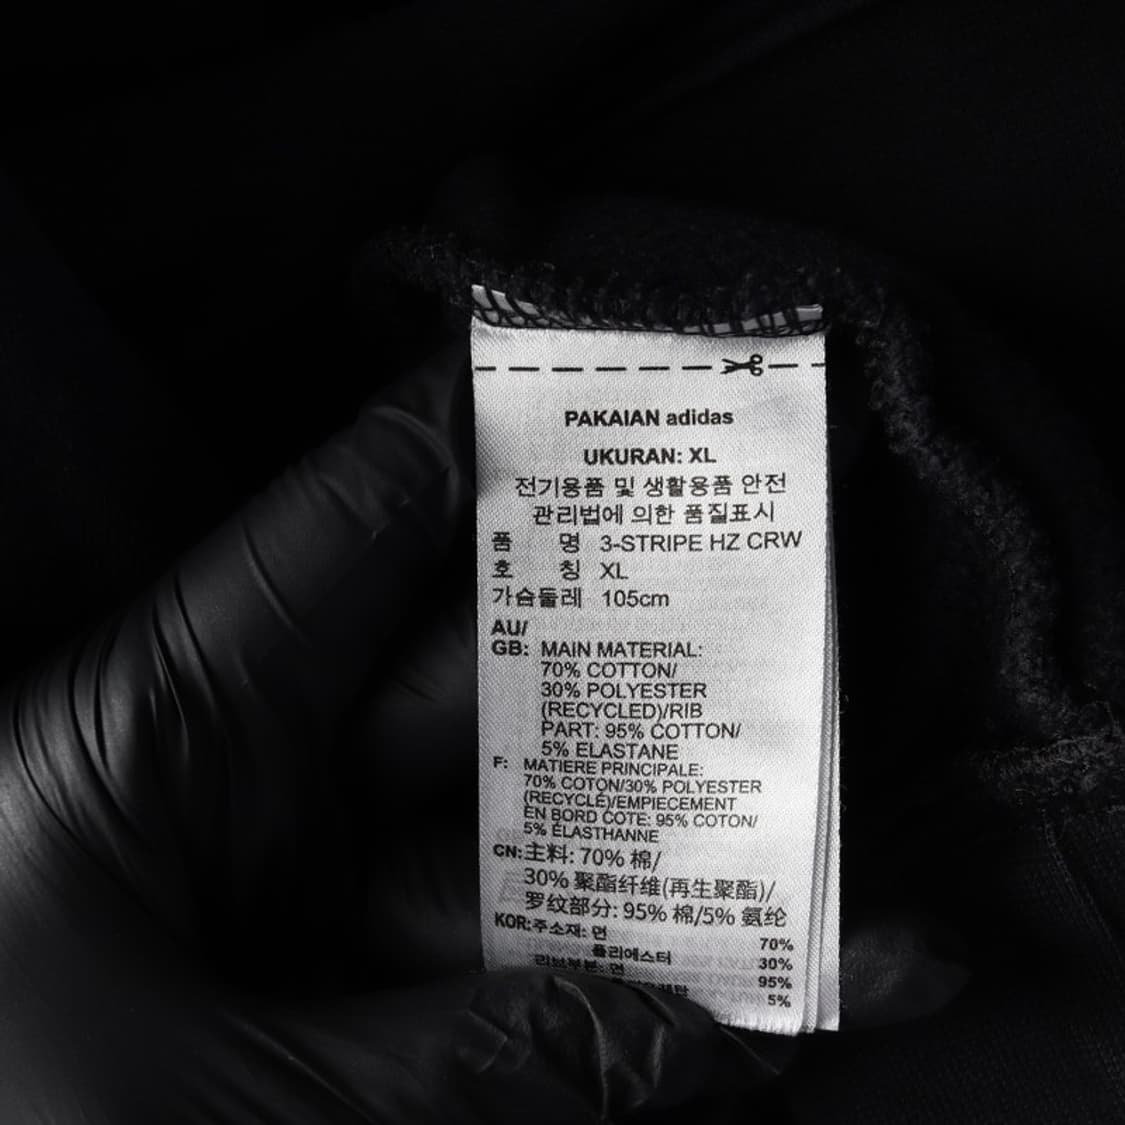 PAKAIAN adidas
UKURAN: XL
전기용품 및 생활용품 안전
관리법에 의한 품질표시
품 명 3-STRIPE HZ CRW
호 칭 XL
가슴둘레 105cm
AU/
GB: MAIN MATERIAL:
70% COTTON/
30% POLYESTER
(RECYCLED)/RIB
PART: 95% COTTON/
5% ELASTANE
F: MATIERE PRINCIPALE:
70% COTON/30% POLYESTER
(RECYCLÉ)/EMPIECEMENT
EN BORD COTE: 95% COTON/
5% ÉLASTHANNE
CN:主料: 70% 棉/
30% 聚酯纤维(再生聚酯)/
罗纹部分: 95% 棉/5% 氨纶
KOR:주소재: 면 70%
폴리에스터 30%
리브부분: 면 95%
5%